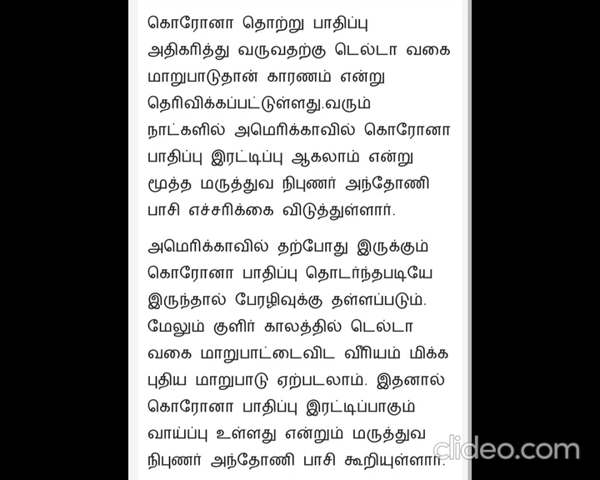 கொரோனா தொற்று பாதிப்பு
அதிகரித்து வருவதற்கு டெல்டா வகை
மாறுபாடுதான் காரணம் என்று
தெரிவிக்கப்பட்டுள்ளது.வரும்
நாட்களில் அமெரிக்காவில் கொரோனா
பாதிப்பு இரட்டிப்பு ஆகலாம் என்று
மூத்த மருத்துவ நிபுணர் அந்தோணி
பாசி எச்சரிக்கை விடுத்துள்ளார்.
அமெரிக்காவில் தற்போது இருக்கும்
கொரோனா பாதிப்பு தொடர்ந்தபடியே
இருந்தால் பேரழிவுக்கு தள்ளப்படும்.
மேலும் குளிர் காலத்தில் டெல்டா
வகை மாறுபாட்டைவிட வீரியம் மிக்க
புதிய மாறுபாடு ஏற்படலாம். இதனால்
கொரோனா பாதிப்பு இரட்டிப்பாகும்
வாய்ப்பு உள்ளது என்றும் மருத்துவ
நிபுணர் அந்தோணி பாசி கூறியுள்ளார்.
clideo.com